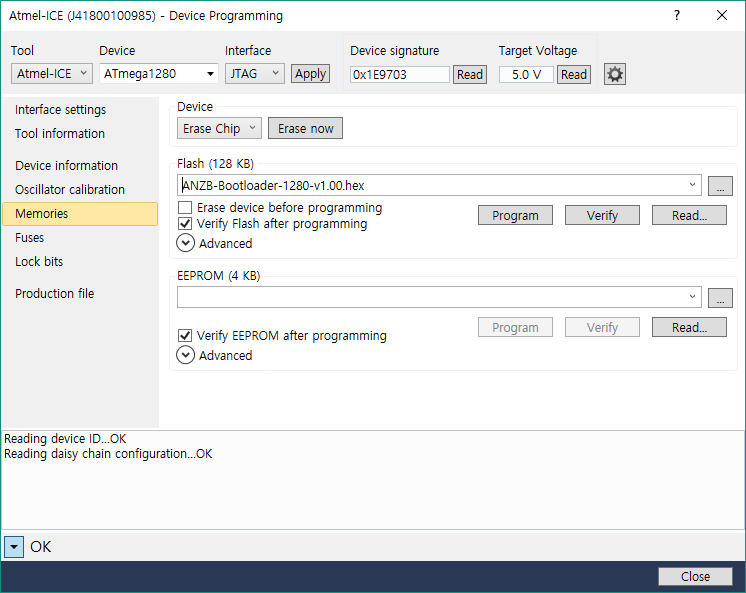 Atmel-ICE (J41800100985) - Device Programming ?
Tool Device Interface Device signature Target Voltage
Atmel-ICE ATmega1280 JTAG Apply 0x1E9703 Read 5.0 V Read
Interface settings
Tool information
Device information
Oscillator calibration
Memories
Fuses
Lock bits
Production file
Device
Erase Chip Erase now
Flash (128 KB)
ANZB-Bootloader-1280-v1.00.hex ...
Erase device before programming
Verify Flash after programming
Program Verify Read...
Advanced
EEPROM (4 KB)
...
Program Verify Read...
Verify EEPROM after programming
Advanced
Reading device ID...OK
Reading daisy chain configuration...OK
OK
Close